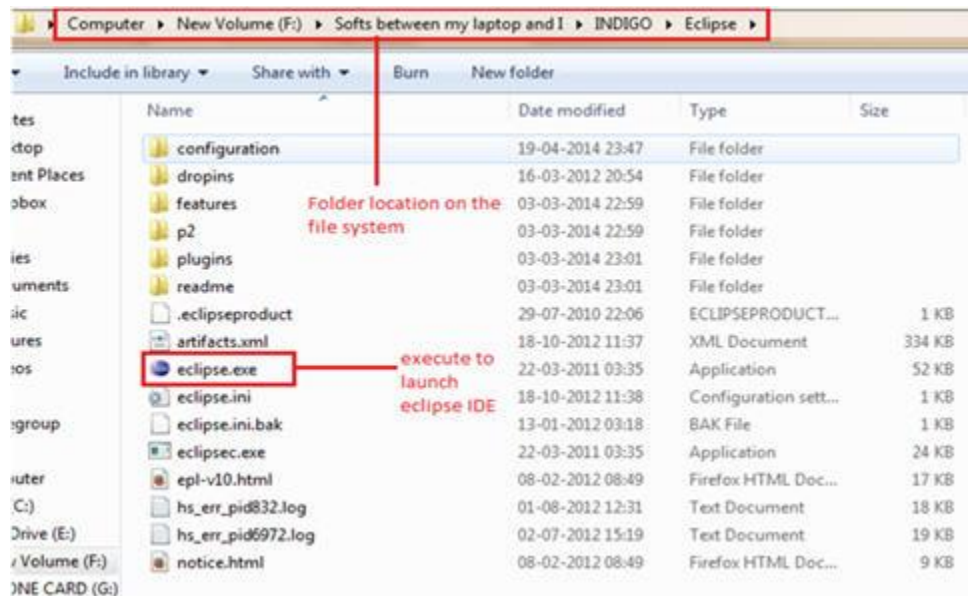 Computer ▸ New Volume (F:) ▸ Softs between my laptop and I ▸ INDIGO ▸ Eclipse ▸
Include in library Share with Burn New folder
Name Date modified Type Size
configuration 19-04-2014 23:47 File folder
dropins 16-03-2012 20:54 File folder
features 03-03-2014 22:59 File folder
p2 03-03-2014 22:59 File folder
plugins 03-03-2014 23:01 File folder
readme 03-03-2014 23:01 File folder
.eclipseproduct 29-07-2010 22:06 ECLIPSEPRODUCT... 1 KB
artifacts.xml 18-10-2012 11:37 XML Document 334 KB
eclipse.exe 22-03-2011 03:35 Application 52 KB
eclipse.ini 18-10-2012 11:38 Configuration sett... 1 KB
eclipse.ini.bak 13-01-2012 03:18 BAK File 1 KB
eclipsec.exe 22-03-2011 03:35 Application 24 KB
epl-v10.html 08-02-2012 08:49 Firefox HTML Doc... 17 KB
hs_err_pid832.log 01-08-2012 12:31 Text Document 18 KB
hs_err_pid6972.log 02-07-2012 15:19 Text Document 19 KB
notice.html 08-02-2012 08:49 Firefox HTML Doc... 9 KB
Folder location on the
file system
execute to
launch
eclipse IDE
tes
ctop
ent Places
pbox
ies
uments
sic
ures
eos
egroup
puter
C:)
Drive (E:)
Volume (F:)
ONE CARD (G:)